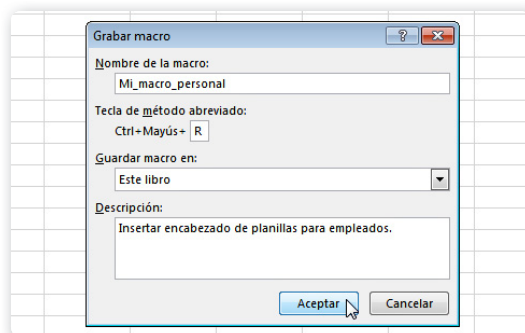 Grabar macro
Nombre de la macro:
Mi_macro_personal
Tecla de método abreviado:
Ctrl+Mayús+ R
Guardar macro en:
Este libro
Descripción:
Insertar encabezado de planillas para empleados.
Aceptar Cancelar